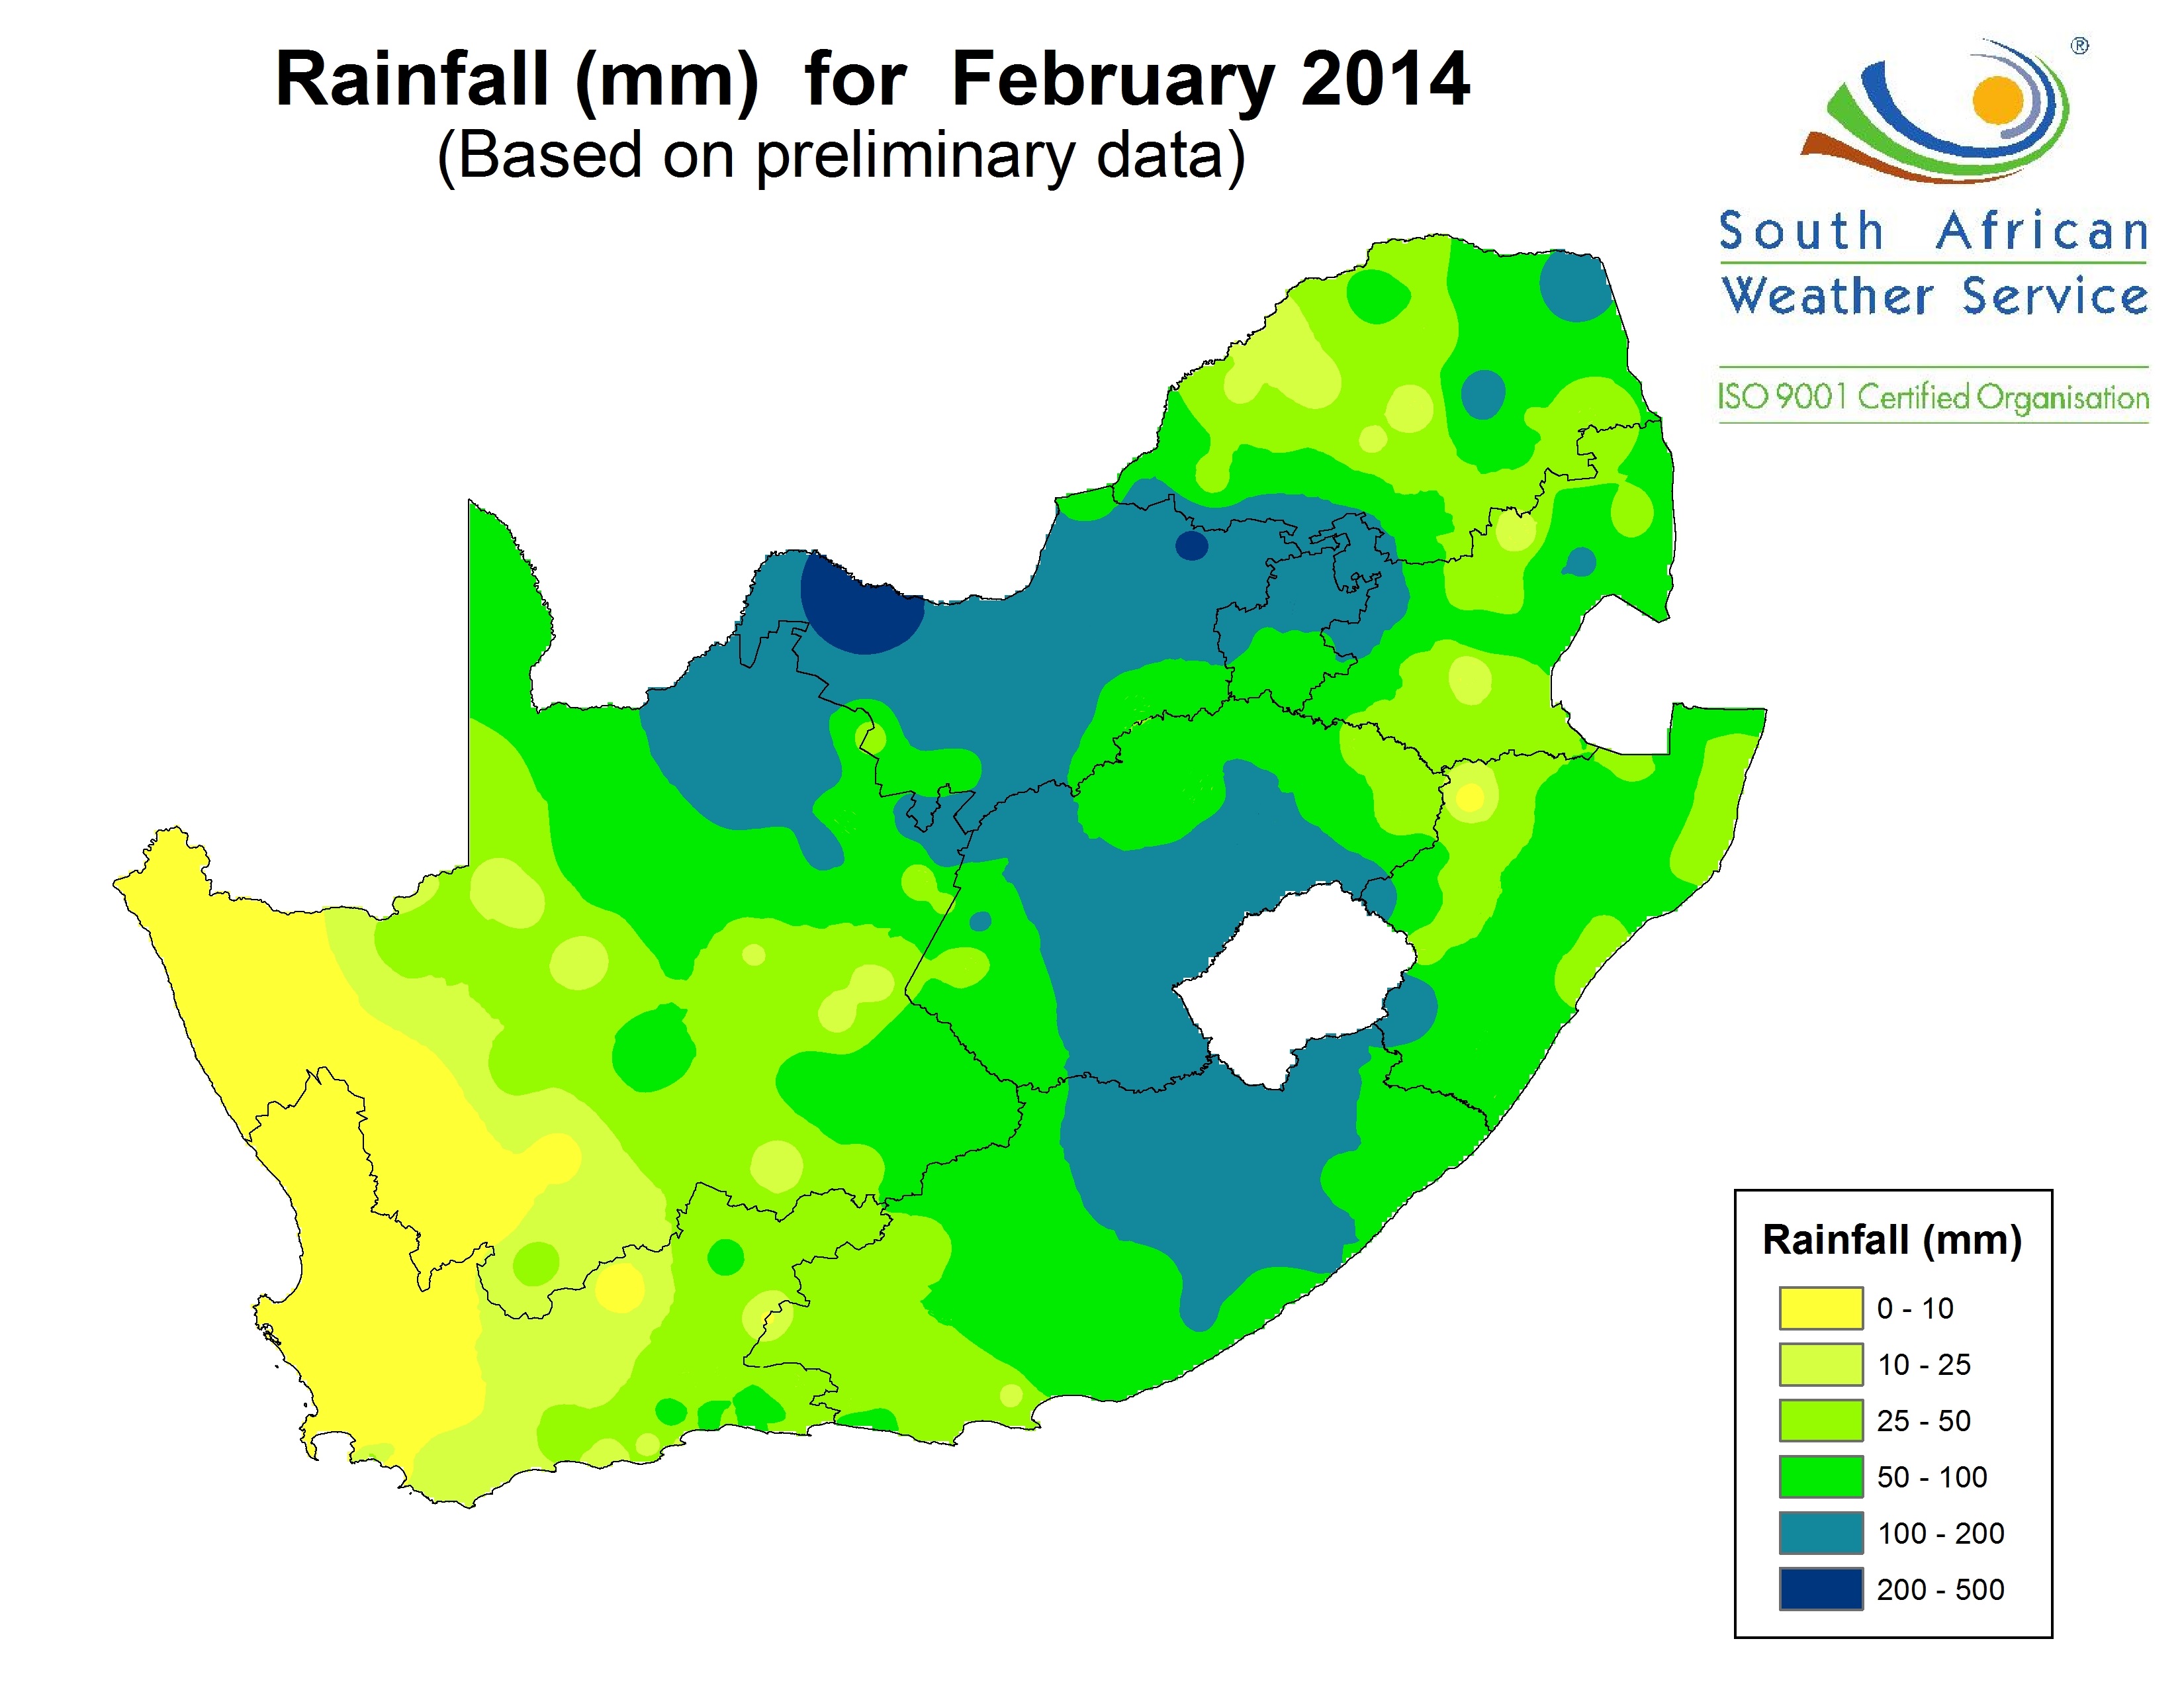 Rainfall (mm) for February 2014
(Based on preliminary data)
®
South African
Weather Service
ISO 9001 Certified Organisation
Rainfall (mm)
0 - 10
10 - 25
25 - 50
50 - 100
100 - 200
200 - 500